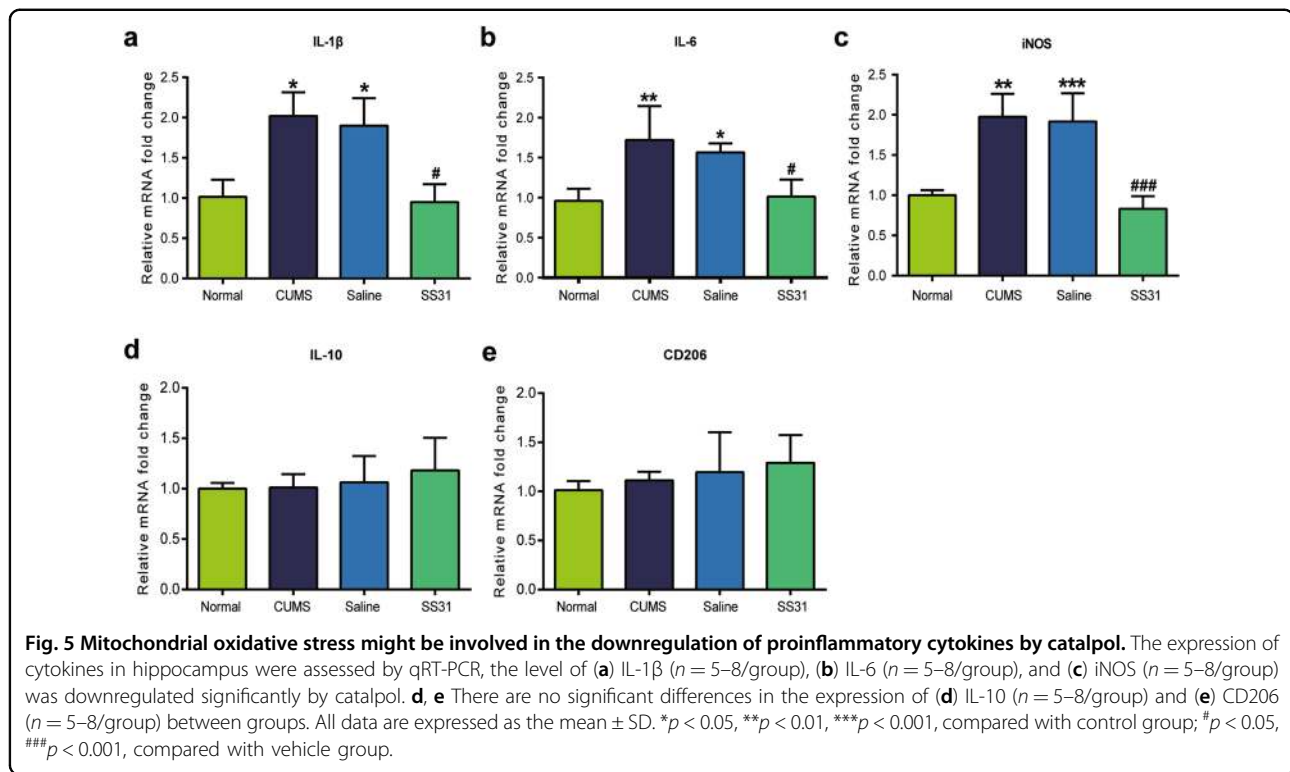 a
IL-1β
Relative mRNA fold change
2.5
2.0
1.5
1.0
0.5
0.0
*
*
#
Normal CUMS Saline SS31
b
IL-6
Relative mRNA fold change
2.5
2.0
1.5
1.0
0.5
0.0
**
*
#
Normal CUMS Saline SS31
c
iNOS
Relative mRNA fold change
2.5
2.0
1.5
1.0
0.5
0.0
**
***
###
Normal CUMS Saline SS31
d
IL-10
Relative mRNA fold change
2.0
1.5
1.0
0.5
0.0
Normal CUMS Saline SS31
e
CD206
Relative mRNA fold change
2.0
1.5
1.0
0.5
0.0
Normal CUMS Saline SS31
Fig. 5 Mitochondrial oxidative stress might be involved in the downregulation of proinflammatory cytokines by catalpol. The expression of
cytokines in hippocampus were assessed by qRT-PCR, the level of (a) IL-1β (n = 5–8/group), (b) IL-6 (n = 5–8/group), and (c) iNOS (n = 5–8/group)
was downregulated significantly by catalpol. d, e There are no significant differences in the expression of (d) IL-10 (n = 5–8/group) and (e) CD206
(n = 5–8/group) between groups. All data are expressed as the mean ± SD. *p < 0.05, **p < 0.01, ***p < 0.001, compared with control group; #p < 0.05,
###p < 0.001, compared with vehicle group.